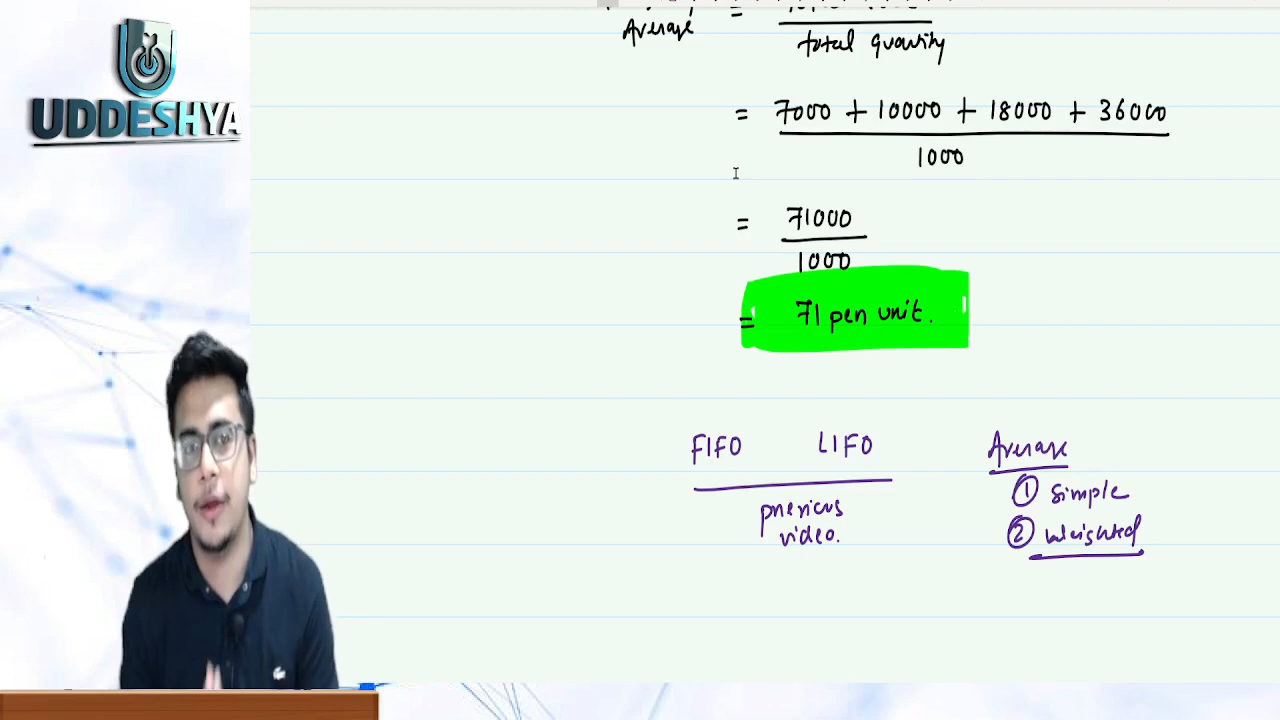 UDDESHYA
Average =
total quantity
= 7000 + 10000 + 18000 + 36000
1000
= 71000
1000
= 71 per unit.
FIFO LIFO Average
① simple
previous
video.
② weighted